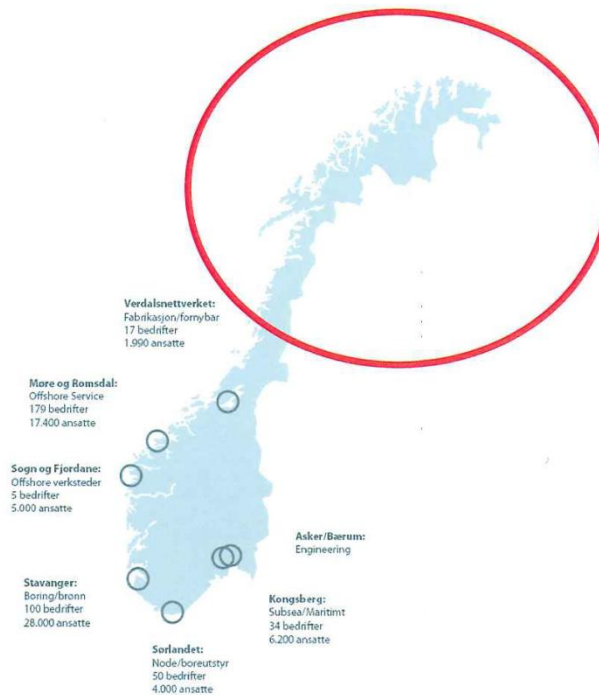 Verdalsnettverket:
Fabrikasjon/fornybar
17 bedrifter
1.990 ansatte
Møre og Romsdal:
Offshore Service
179 bedrifter
17.400 ansatte
Sogn og Fjordane:
Offshore verksteder
5 bedrifter
5.000 ansatte
Asker/Bærum:
Engineering
Stavanger:
Boring/brønn
100 bedrifter
28.000 ansatte
Kongsberg:
Subsea/Maritimt
34 bedrifter
6.200 ansatte
Sørlandet:
Node/boreutstyr
50 bedrifter
4.000 ansatte